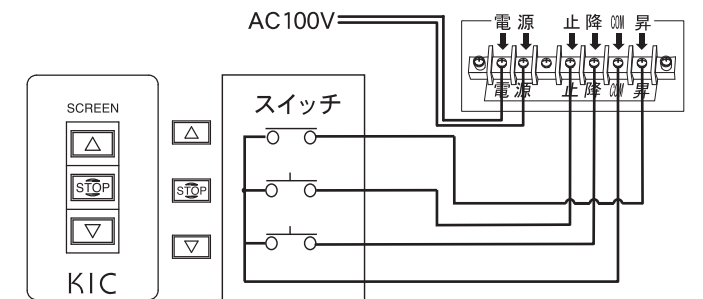 AC100V
電源 止 降 COM 昇
電源 止 降 COM 昇
スイッチ
SCREEN
STOP
STOP
KIC